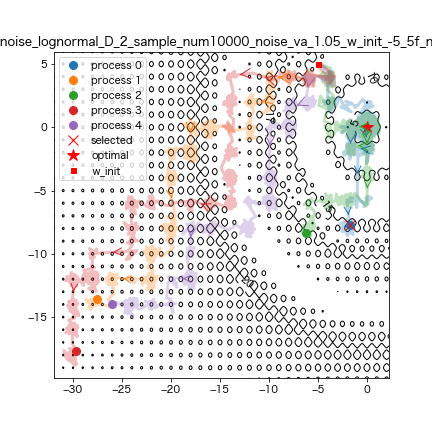 noise_lognormal_D_2_sample_num10000_noise_va_1.05_w_init_-5_5f_n
process 0
process 1
process 2
process 3
process 4
selected
optimal
w_init
5
0
−5
−10
−15
−30
−25
−20
−15
−10
−5
0